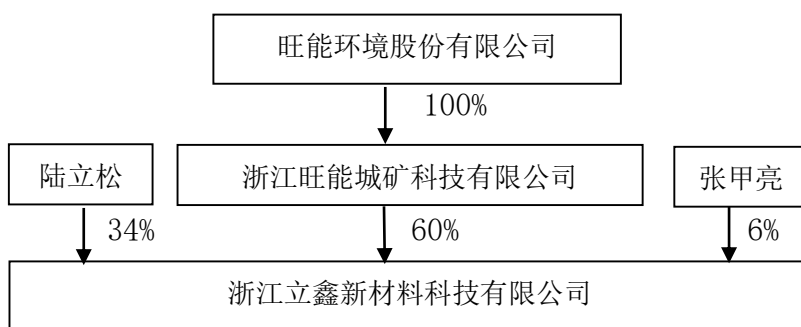 旺能环境股份有限公司
100%
陆立松
浙江旺能城矿科技有限公司
张甲亮
34%
60%
6%
浙江立鑫新材料科技有限公司